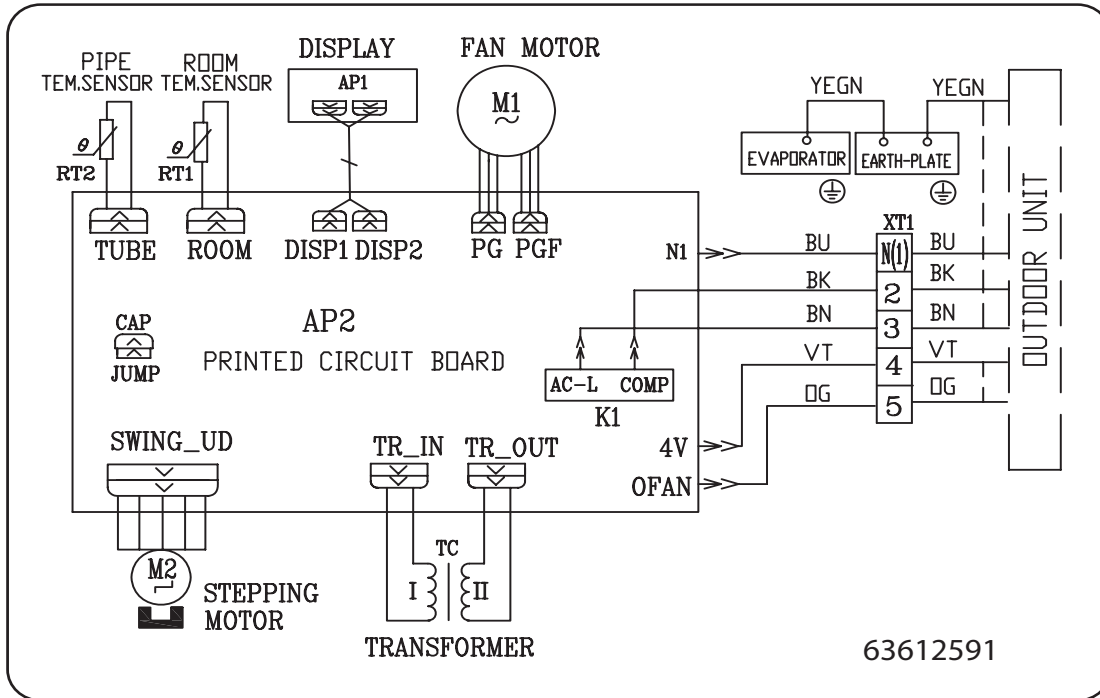 PIPE
TEM.SENSOR
ROOM
TEM.SENSOR
DISPLAY
AP1
FAN MOTOR
M1
~
θ
RT2
θ
RT1
TUBE
ROOM
DISP1 DISP2
PG
PGF
YEGN
YEGN
EVAPORATOR
EARTH-PLATE
OUTDOOR UNIT
XT1
N1
BU
N(1)
BU
BK
2
BK
BN
3
BN
VT
4
VT
OG
5
OG
CAP
JUMP
AP2
PRINTED CIRCUIT BOARD
AC-L
COMP
K1
4V
OFAN
SWING_UD
TR_IN
TR_OUT
M2
STEPPING
MOTOR
TC
I
II
TRANSFORMER
63612591